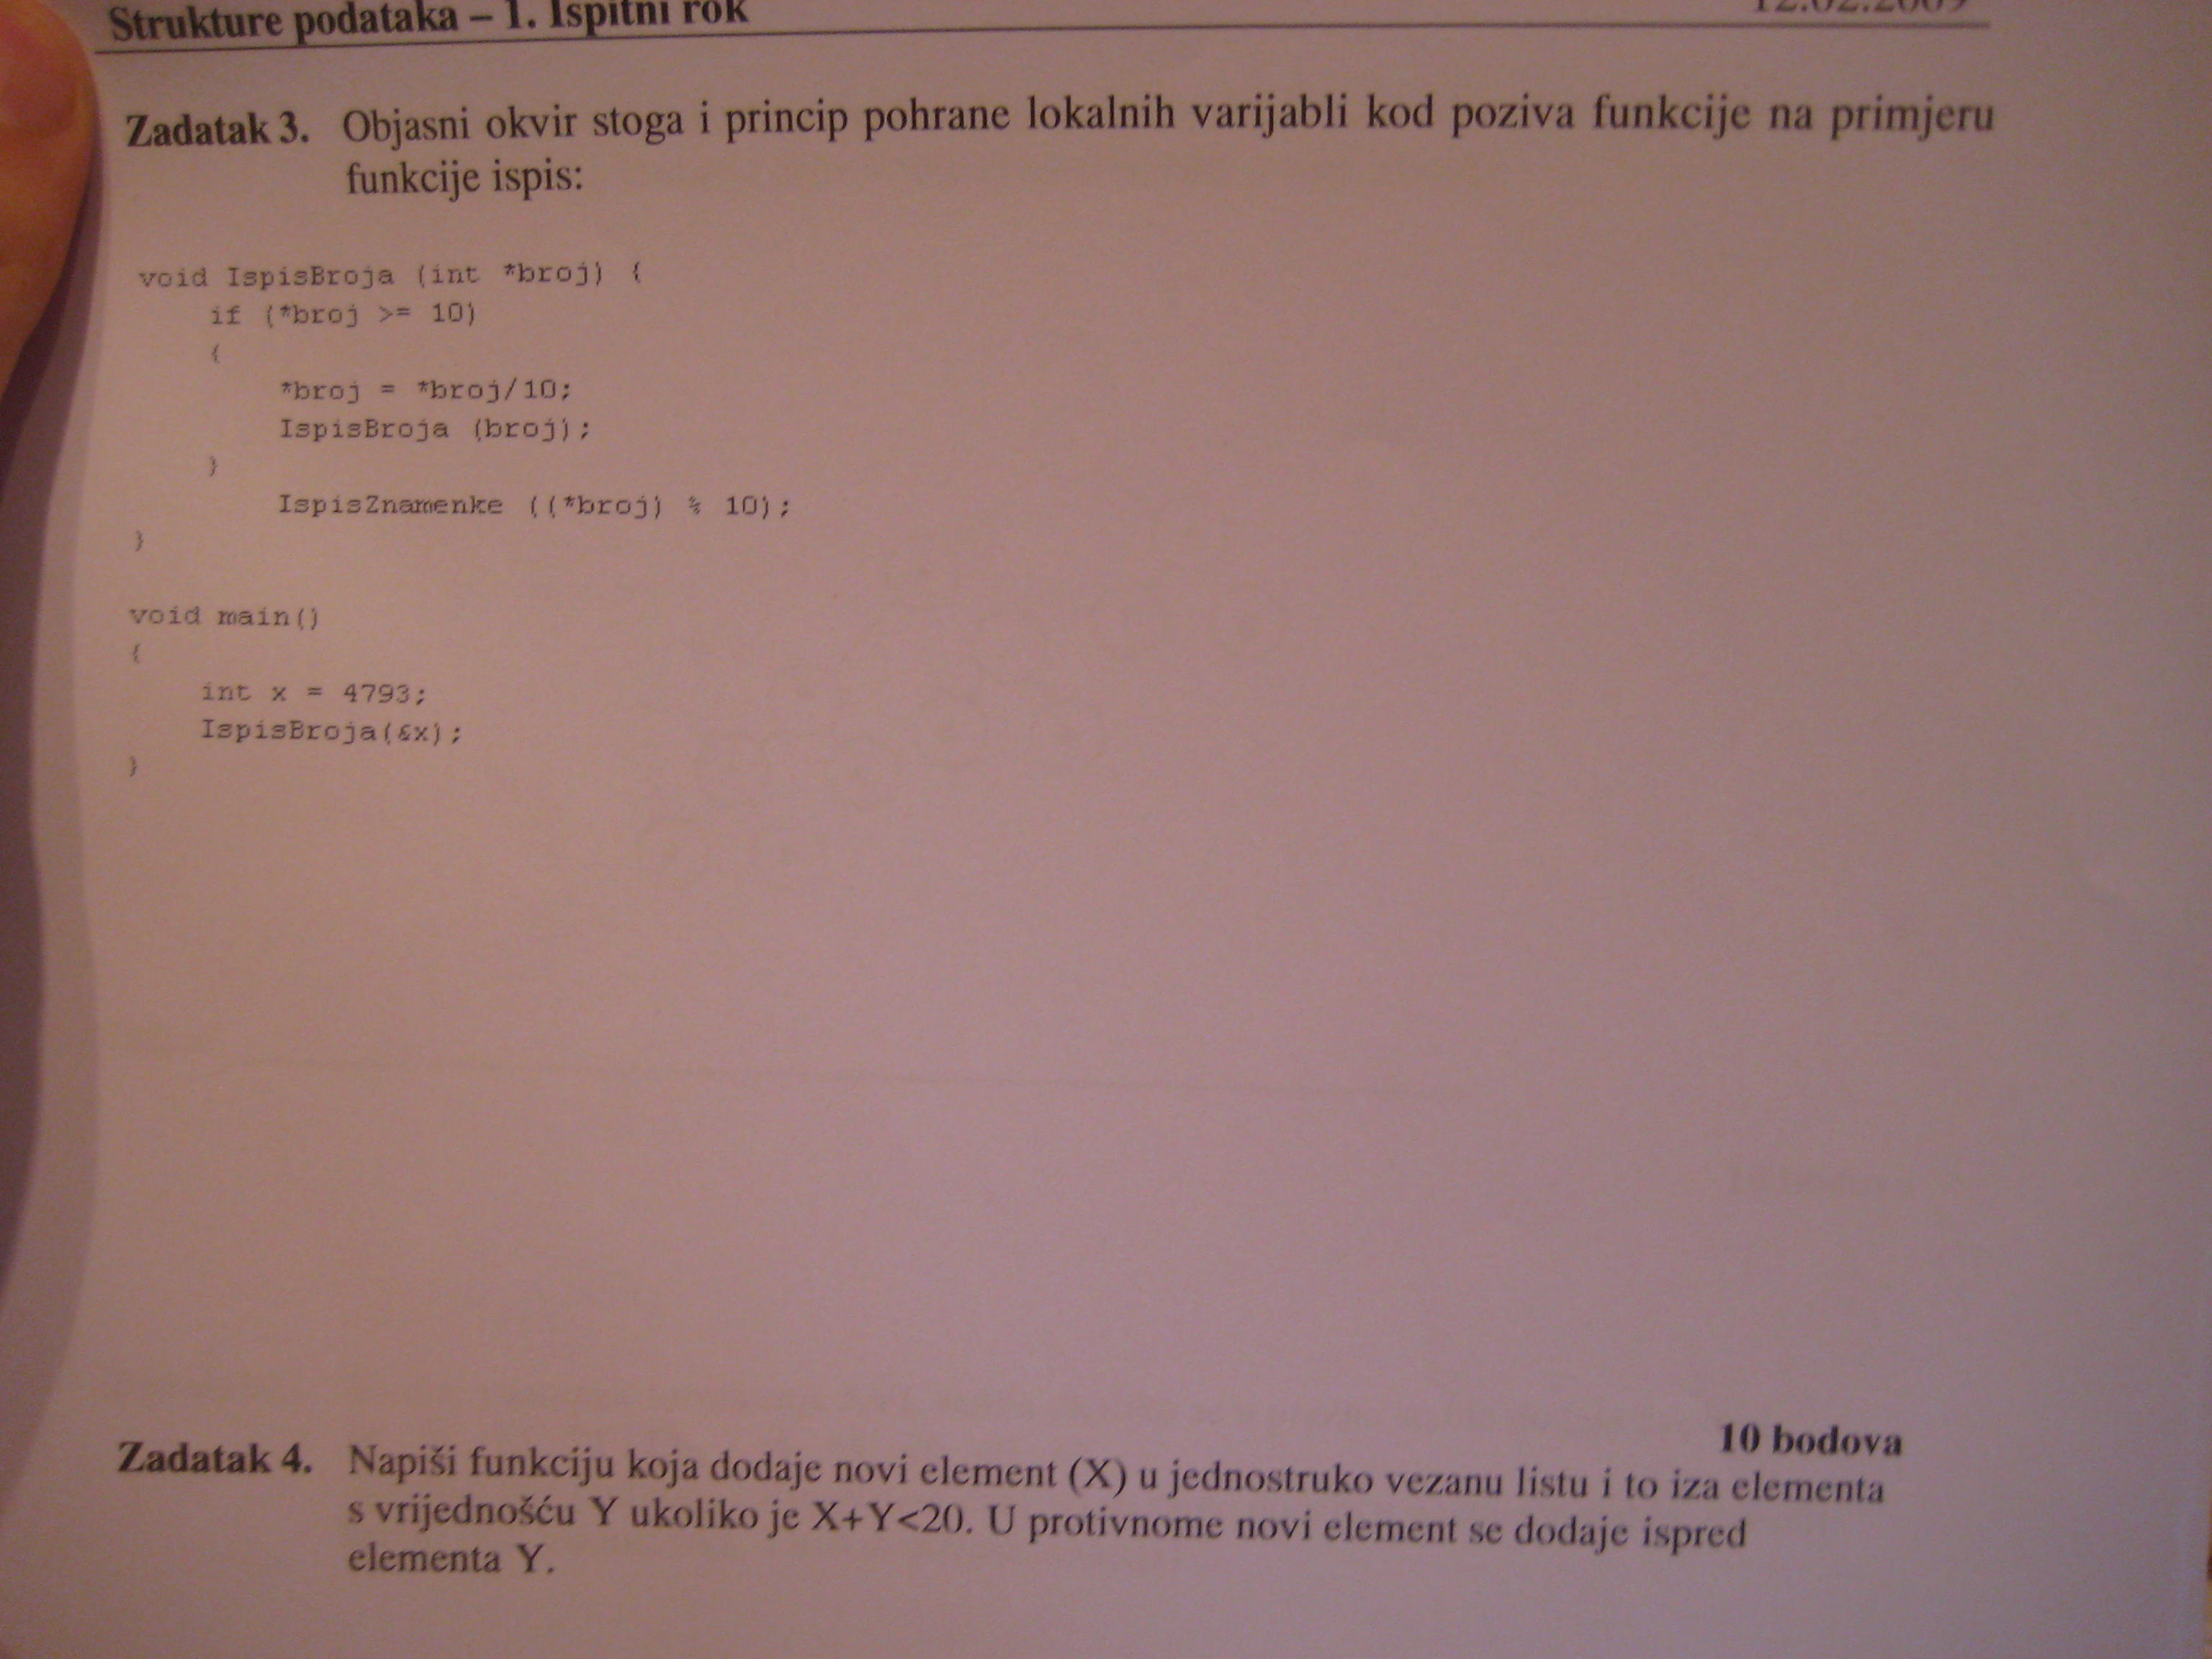 Strukture podataka – 1. Ispitni rok 12.02.2009
Zadatak 3. Objasni okvir stoga i princip pohrane lokalnih varijabli kod poziva funkcije na primjeru
funkcije ispis:
void IspisBroja (int *broj) {
if (*broj >= 10)
{
*broj = *broj/10;
IspisBroja (broj);
}
IspisZnamenke ((*broj) % 10);
}
void main()
{
int x = 4793;
IspisBroja(&x);
}
10 bodova
Zadatak 4. Napiši funkciju koja dodaje novi element (X) u jednostruko vezanu listu i to iza elementa
s vrijednošću Y ukoliko je X+Y<20. U protivnome novi element se dodaje ispred
elementa Y.